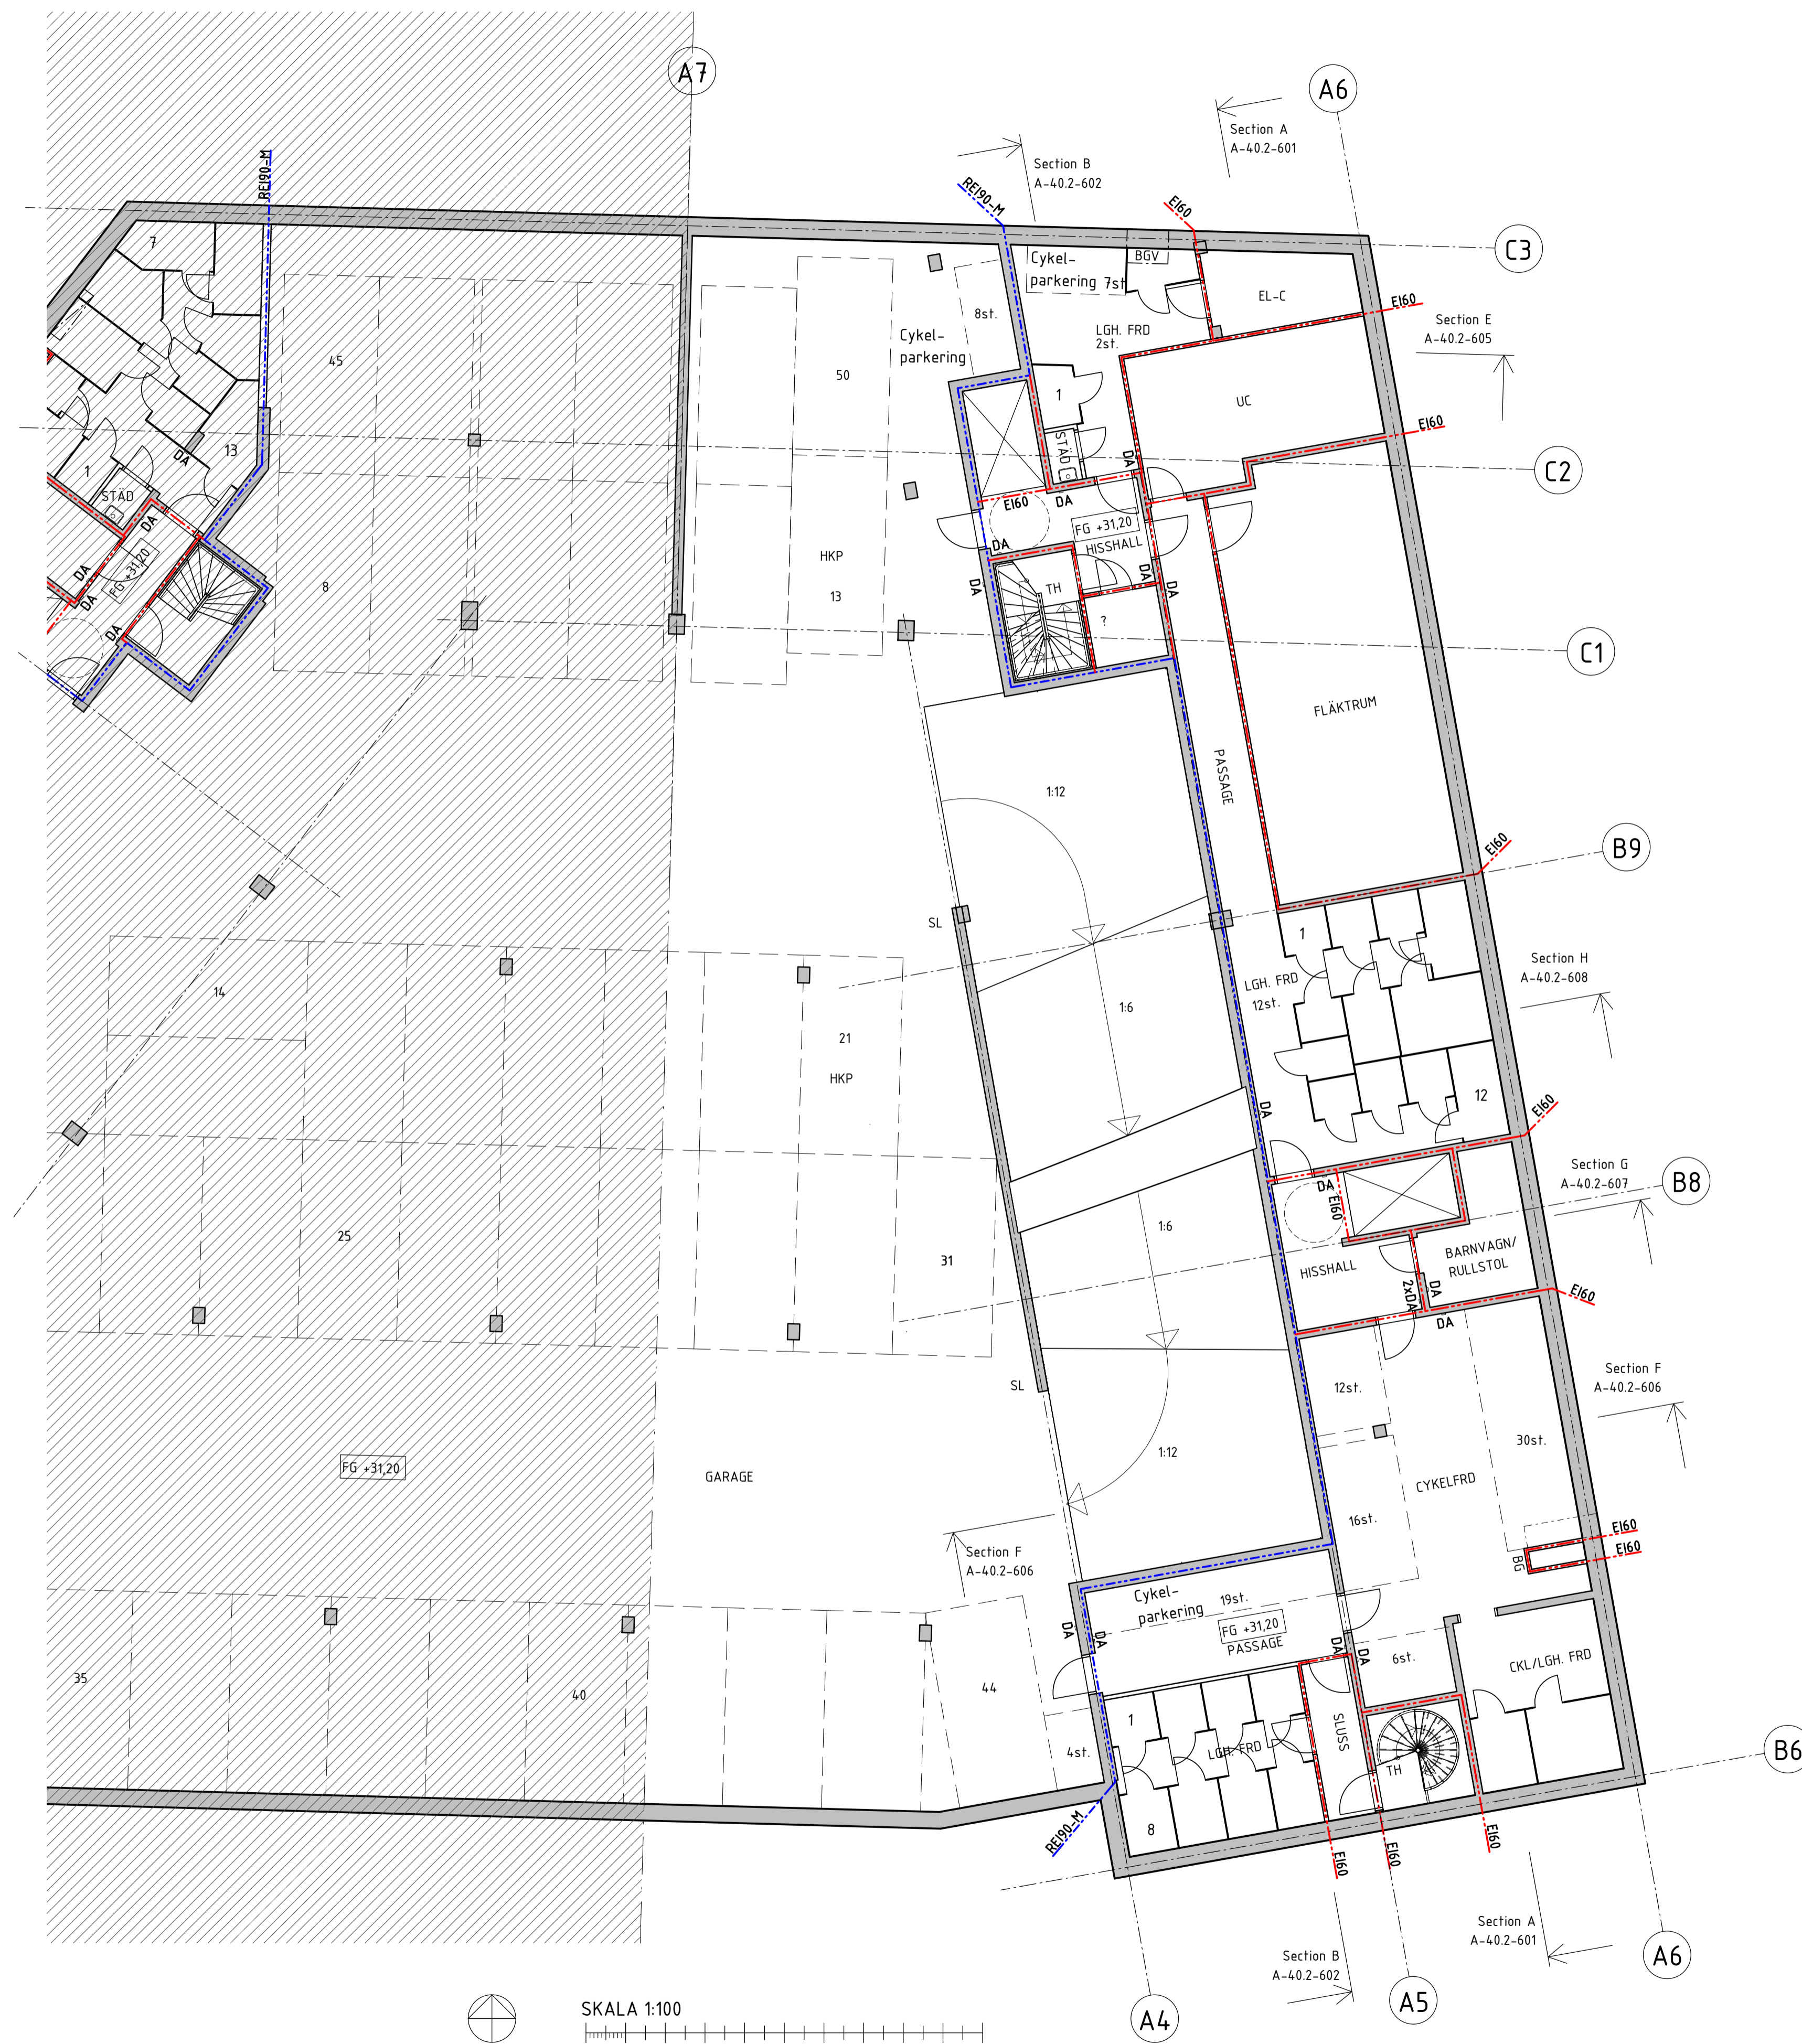 A7
A6
Section A
A-40.2-601
Section B
A-40.2-602
REI90-M
REI90-M
EI60
C3
7
Cykel-
parkering 7st
BGV
EL-C
EI60
Section E
A-40.2-605
8st.
LGH. FRD
2st.
Cykel-
parkering
45
50
1
UC
EI60
STÄD
DA
C2
13
DA
1
STÄD
DA
EI60
DA
FG +31,20
HISSHALL
DA
FG +31,20
DA
DA
DA
8
HKP
13
DA
DA
DA
TH
?
C1
FLÄKTRUM
PASSAGE
1:12
EI60
B9
SL
1
LGH. FRD
12st.
Section H
A-40.2-608
14
1:6
21
HKP
12
DA
EI60
Section G
A-40.2-607
B8
DA
EI60
25
1:6
31
HISSHALL
BARNVAGN/
RULLSTOL
2xDA
DA
EI60
DA
Section F
A-40.2-606
SL
12st.
30st.
1:12
FG +31,20
GARAGE
CYKELFRD
16st.
EI60
EI60
BG
Section F
A-40.2-606
Cykel-
parkering
19st.
FG +31,20
PASSAGE
DA
DA
DA
DA
6st.
CKL/LGH. FRD
35
40
44
4st.
1
LGH. FRD
SLUSS
TH
8
B6
REI90-M
EI60
EI60
EI60
Section A
A-40.2-601
Section B
A-40.2-602
A6
A5
A4
SKALA 1:100